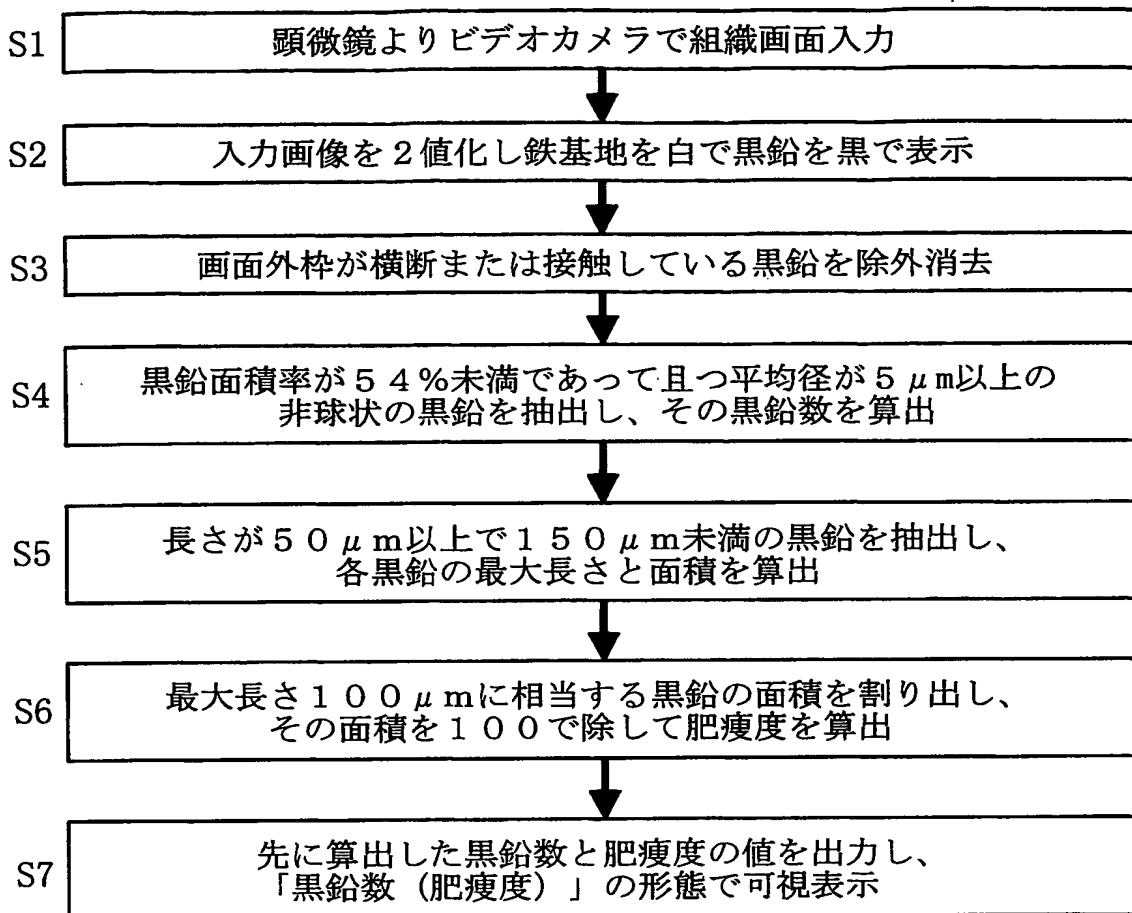 S1 顕微鏡よりビデオカメラで組織画面入力
S2 入力画像を２値化し鉄基地を白で黒鉛を黒で表示
S3 画面外枠が横断または接触している黒鉛を除外消去
S4 黒鉛面積率が５４％未満であって且つ平均径が５μm以上の
非球状の黒鉛を抽出し、その黒鉛数を算出
S5 長さが５０μm以上で１５０μm未満の黒鉛を抽出し、
各黒鉛の最大長さと面積を算出
S6 最大長さ１００μmに相当する黒鉛の面積を割り出し、
その面積を１００で除して肥痩度を算出
S7 先に算出した黒鉛数と肥痩度の値を出力し、
「黒鉛数（肥痩度）」の形態で可視表示